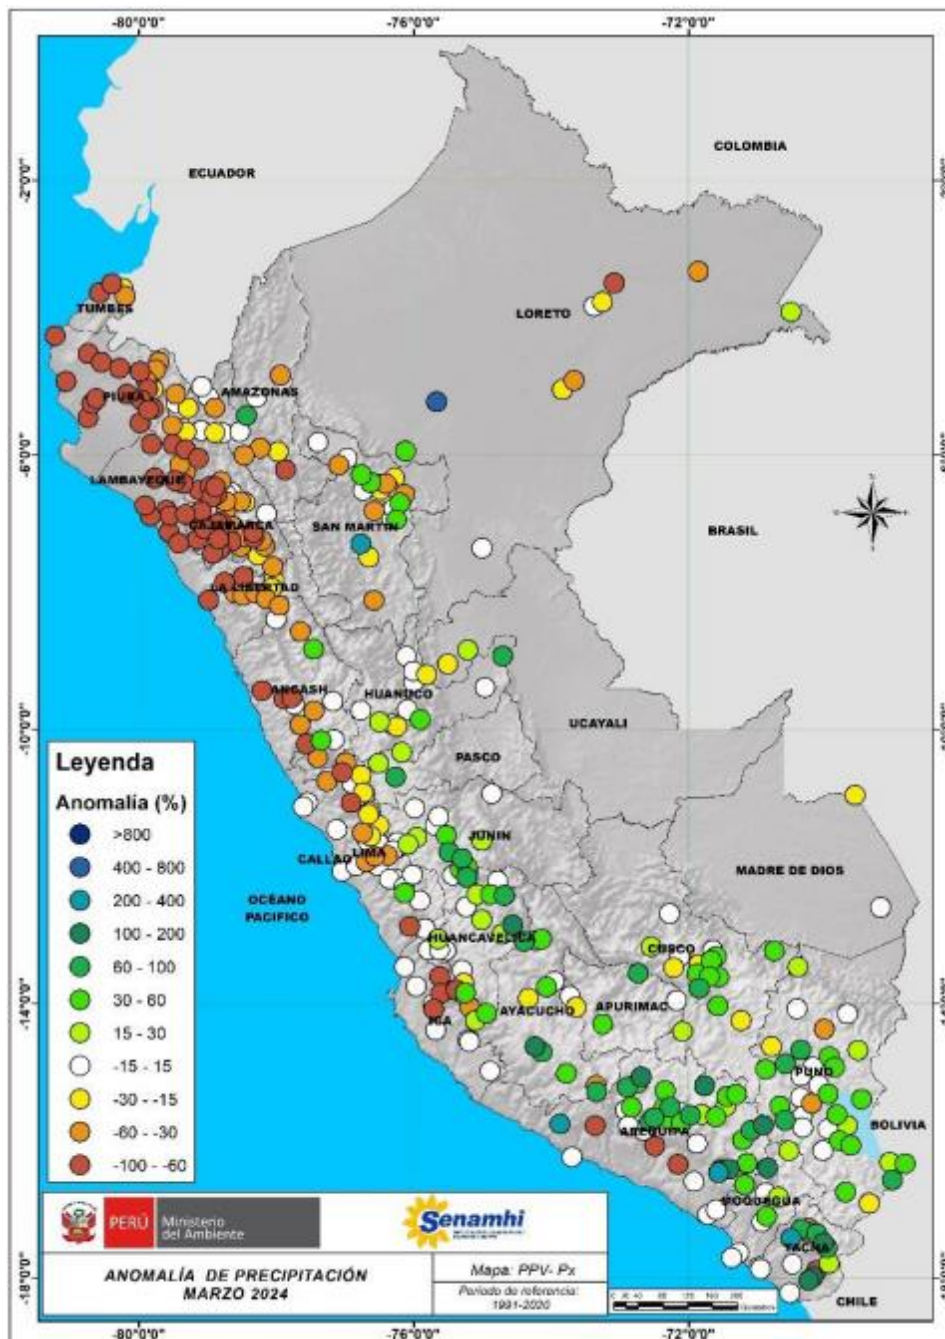 -80°0'0"
-76°0'0"
-72°0'0"
COLOMBIA
ECUADOR
-2°0'0"
TUMBES
LORETO
PIURA
AMAZONAS
-6°0'0"
LAMBAYEQUE
CAJAMARCA
SAN MARTIN
BRASIL
LA LIBERTAD
ANCASH
HUANUCO
UCAYALI
-10°0'0"
PASCO
JUNIN
LIMA
CALLAO
MADRE DE DIOS
OCÉANO
PACIFICO
HUANCAVELICA
CUSCO
-14°0'0"
ICA
AYACUCHO
APURIMAC
PUNO
AREQUIPA
BOLIVIA
MOQUEGUA
TACNA
-18°0'0"
CHILE
Leyenda
Anomalía (%)
>800
400 - 800
200 - 400
100 - 200
60 - 100
30 - 60
15 - 30
-15 - 15
-30 - -15
-60 - -30
-100 - -60
PERÚ
Ministerio
del Ambiente
Senamhi
ANOMALÍA DE PRECIPITACIÓN
MARZO 2024
Mapa: PPV- Px
Periodo de referencia:
1991-2020
-80°0'0"
-76°0'0"
-72°0'0"